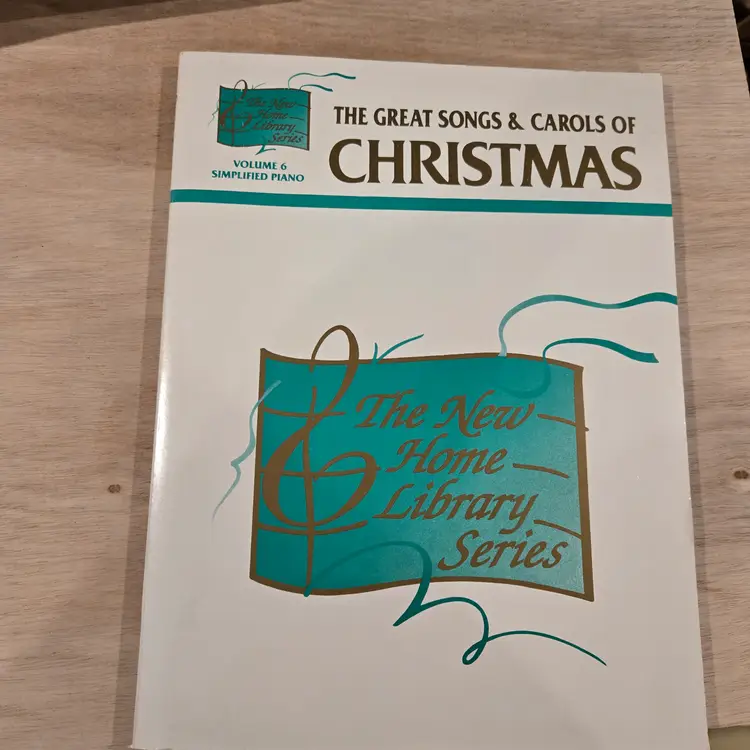 The New
Home
Library
Series
VOLUME 6
SIMPLIFIED PIANO
THE GREAT SONGS & CAROLS OF
CHRISTMAS
The New
Home
Library
Series